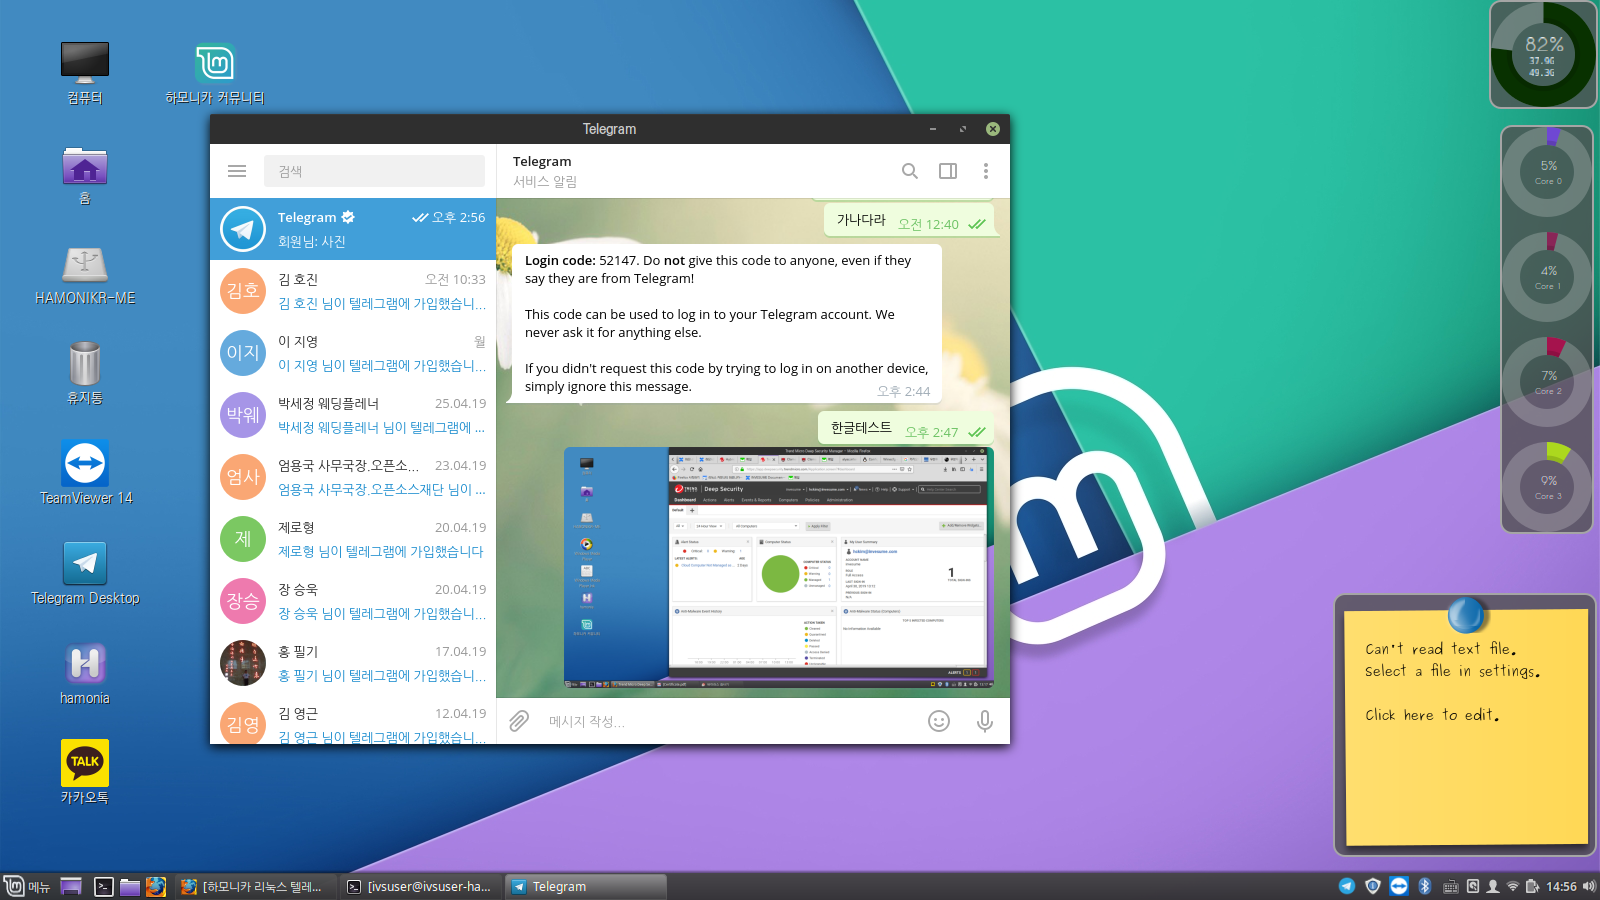 컴퓨터
하모니카 커뮤니티
홈
HAMONIKR-ME
휴지통
TeamViewer 14
Telegram Desktop
hamonia
TALK
카카오톡
Telegram
검색
Telegram
오후 2:56
회원님: 사진
김호
김 호진
오전 10:33
김 호진 님이 텔레그램에 가입했습니...
이지
이 지영
월
이 지영 님이 텔레그램에 가입했습니...
박웨
박세정 웨딩플레너
25.04.19
박세정 웨딩플레너 님이 텔레그램에 ...
엄사
엄용국 사무국장.오픈소...
23.04.19
엄용국 사무국장.오픈소스재단 님이 ...
제
제로형
20.04.19
제로형 님이 텔레그램에 가입했습니다
장승
장 승욱
20.04.19
장 승욱 님이 텔레그램에 가입했습니...
홍 필기
17.04.19
홍 필기 님이 텔레그램에 가입했습니...
김영
김 영근
12.04.19
김 영근 님이 텔레그램에 가입했습니...
Telegram
서비스 알림
가나다라
오전 12:40
Login code: 52147. Do not give this code to anyone, even if they
say they are from Telegram!
This code can be used to log in to your Telegram account. We
never ask it for anything else.
If you didn't request this code by trying to log in on another device,
simply ignore this message.
오후 2:44
한글테스트
오후 2:47
Deep Security
메시지 작성...
82%
37.9G
49.3G
5%
Core 0
4%
Core 1
7%
Core 2
9%
Core 3
Can't read text file.
Select a file in settings.
Click here to edit.
메뉴
[하모니카 리눅스 텔레...
[ivsuser@ivsuser-ha...
Telegram
14:56